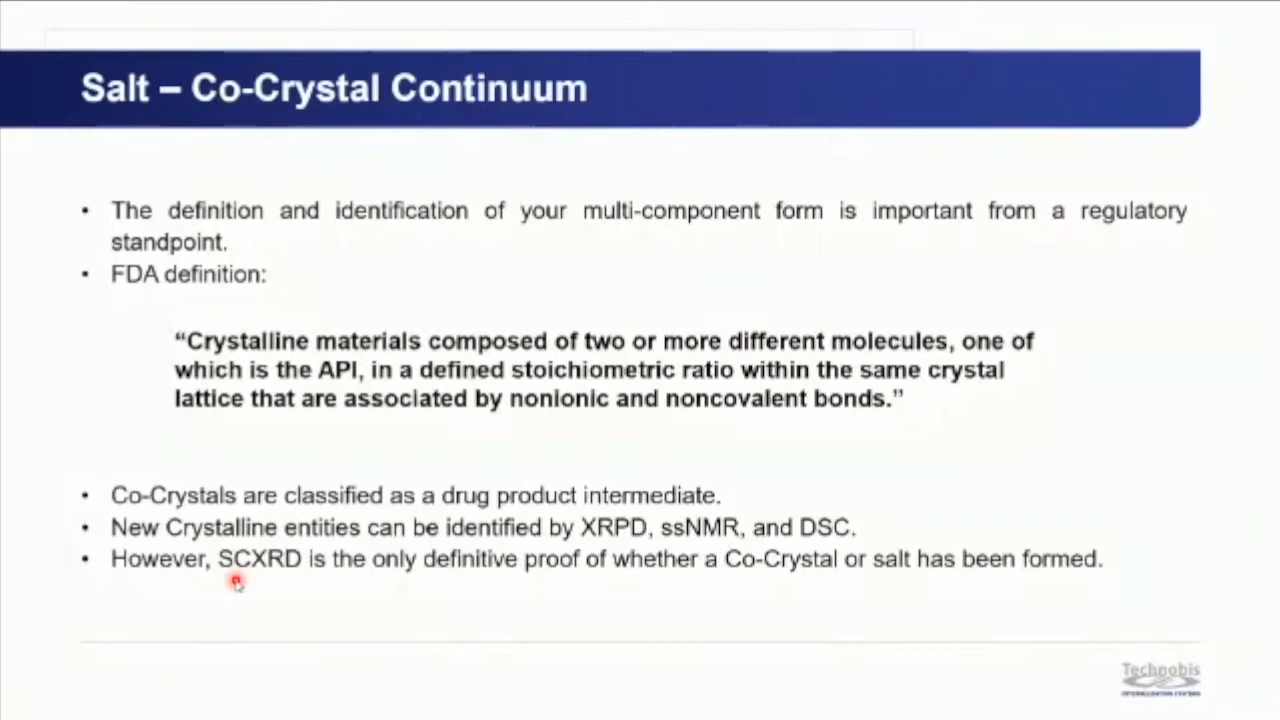 Salt – Co-Crystal Continuum
• The definition and identification of your multi-component form is important from a regulatory
standpoint.
• FDA definition:
“Crystalline materials composed of two or more different molecules, one of
which is the API, in a defined stoichiometric ratio within the same crystal
lattice that are associated by nonionic and noncovalent bonds.”
• Co-Crystals are classified as a drug product intermediate.
• New Crystalline entities can be identified by XRPD, ssNMR, and DSC.
• However, SCXRD is the only definitive proof of whether a Co-Crystal or salt has been formed.
Technobis